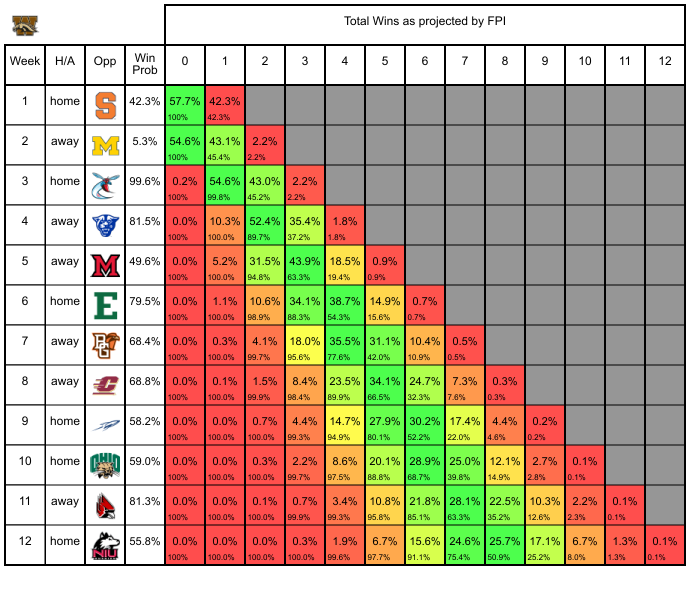 Total Wins as projected by FPI
Week H/A Opp Win Prob 0 1 2 3 4 5 6 7 8 9 10 11 12
1 home S 42.3% 57.7% 42.3%
100% 42.3%
2 away M 5.3% 54.6% 43.1% 2.2%
100% 45.4% 2.2%
3 home 99.6% 0.2% 54.6% 43.0% 2.2%
100% 99.8% 45.2% 2.2%
4 away 81.5% 0.0% 10.3% 52.4% 35.4% 1.8%
100% 100.0% 89.7% 37.2% 1.8%
5 away M 49.6% 0.0% 5.2% 31.5% 43.9% 18.5% 0.9%
100% 100.0% 94.8% 63.3% 19.4% 0.9%
6 home E 79.5% 0.0% 1.1% 10.6% 34.1% 38.7% 14.9% 0.7%
100% 100.0% 98.9% 88.3% 54.3% 15.6% 0.7%
7 away BG 68.4% 0.0% 0.3% 4.1% 18.0% 35.5% 31.1% 10.4% 0.5%
100% 100.0% 99.7% 95.6% 77.6% 42.0% 10.9% 0.5%
8 away C 68.8% 0.0% 0.1% 1.5% 8.4% 23.5% 34.1% 24.7% 7.3% 0.3%
100% 100.0% 99.9% 98.4% 89.9% 66.5% 32.3% 7.6% 0.3%
9 home 58.2% 0.0% 0.0% 0.7% 4.4% 14.7% 27.9% 30.2% 17.4% 4.4% 0.2%
100% 100.0% 100.0% 99.3% 94.9% 80.1% 52.2% 22.0% 4.6% 0.2%
10 home OHIO 59.0% 0.0% 0.0% 0.3% 2.2% 8.6% 20.1% 28.9% 25.0% 12.1% 2.7% 0.1%
100% 100.0% 100.0% 99.7% 97.5% 88.8% 68.7% 39.8% 14.9% 2.8% 0.1%
11 away 81.3% 0.0% 0.0% 0.1% 0.7% 3.4% 10.8% 21.8% 28.1% 22.5% 10.3% 2.2% 0.1%
100% 100.0% 100.0% 99.9% 99.3% 95.8% 85.1% 63.3% 35.2% 12.6% 2.3% 0.1%
12 home NIU 55.8% 0.0% 0.0% 0.0% 0.3% 1.9% 6.7% 15.6% 24.6% 25.7% 17.1% 6.7% 1.3% 0.1%
100% 100.0% 100.0% 100.0% 99.6% 97.7% 91.1% 75.4% 50.9% 25.2% 8.0% 1.3% 0.1%